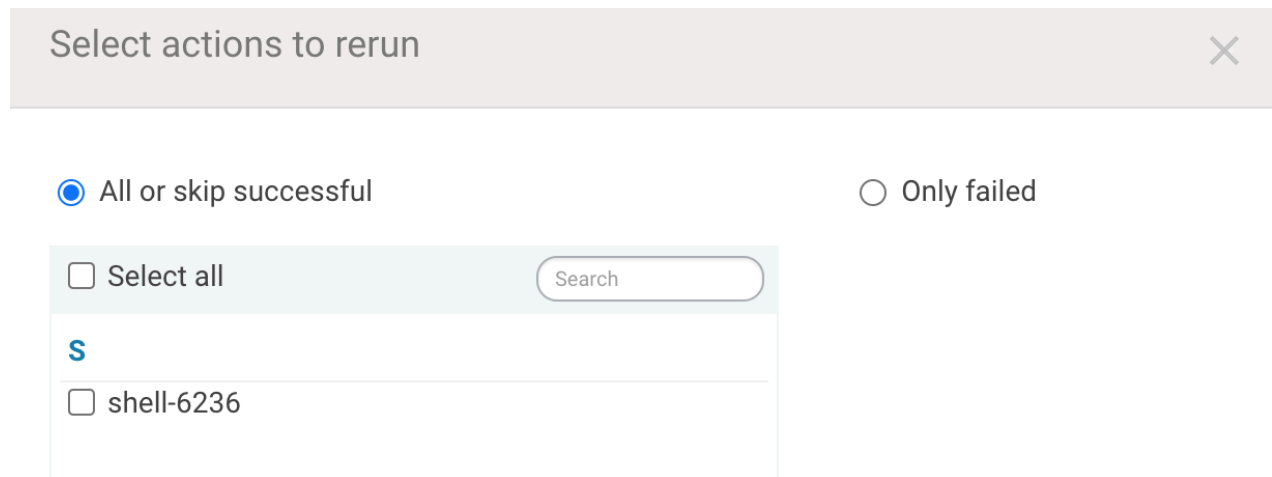 Select actions to rerun
All or skip successful
Only failed
Select all
Search
S
shell-6236